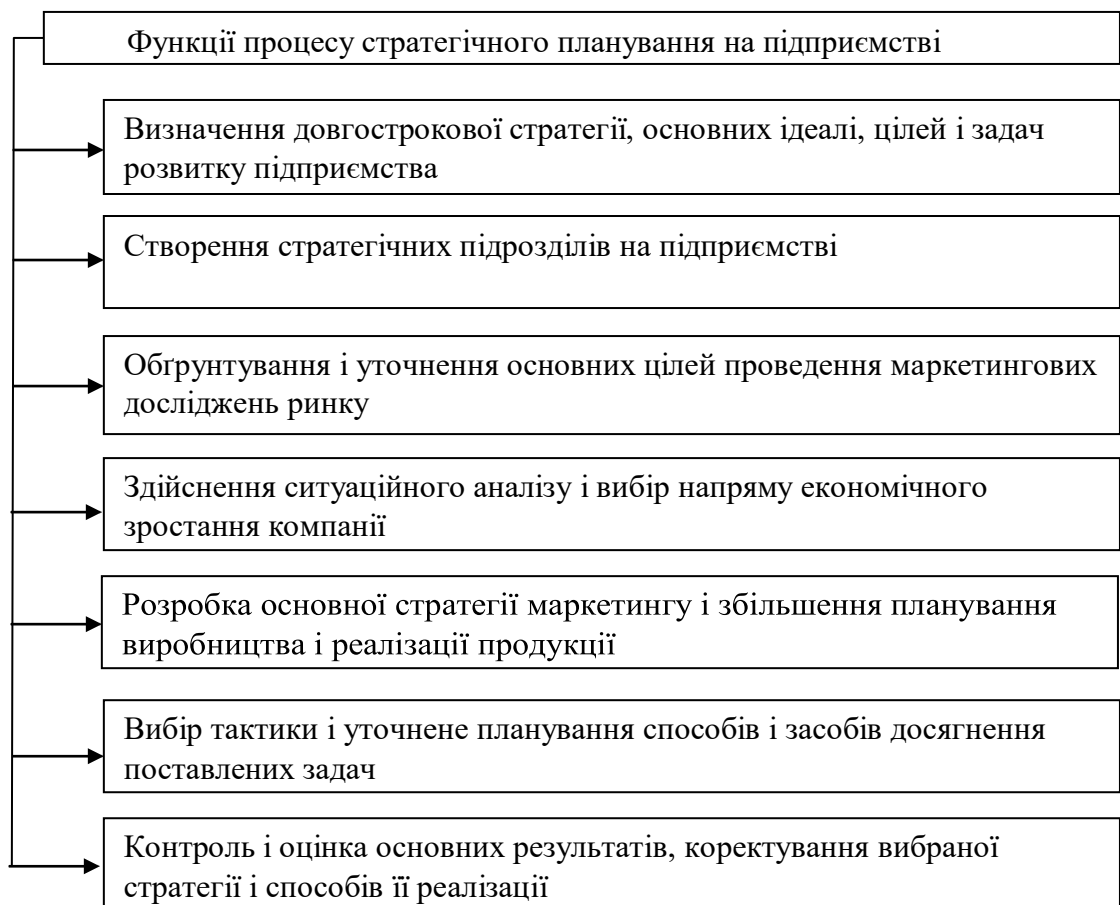 Функції процесу стратегічного планування на підприємстві
Визначення довгострокової стратегії, основних ідеалі, цілей і задач
розвитку підприємства
Створення стратегічних підрозділів на підприємстві
Обґрунтування і уточнення основних цілей проведення маркетингових
досліджень ринку
Здійснення ситуаційного аналізу і вибір напряму економічного
зростання компанії
Розробка основної стратегії маркетингу і збільшення планування
виробництва і реалізації продукції
Вибір тактики і уточнене планування способів і засобів досягнення
поставлених задач
Контроль і оцінка основних результатів, коректування вибраної
стратегії і способів її реалізації